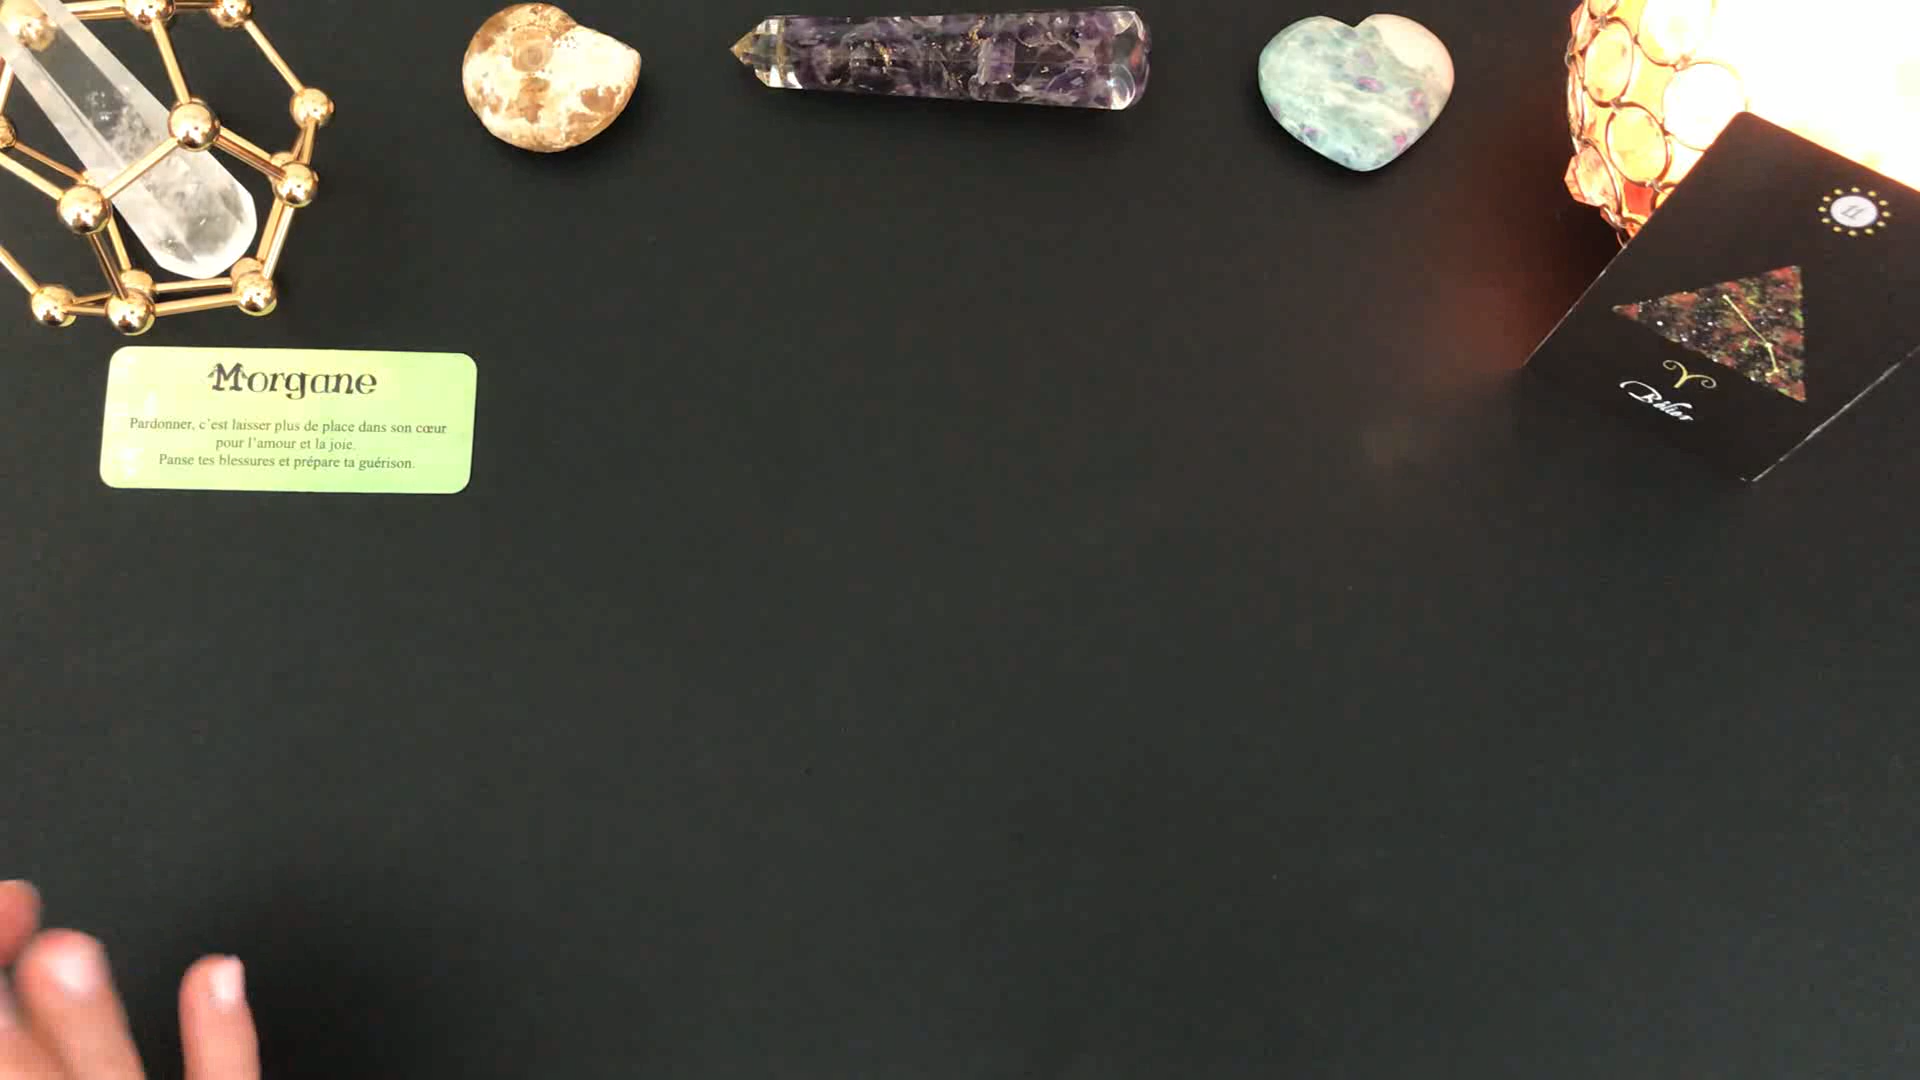 11
Bélier
Morgane
Pardonner, c'est laisser plus de place dans son cœur
pour l'amour et la joie.
Panse tes blessures et prépare ta guérison.